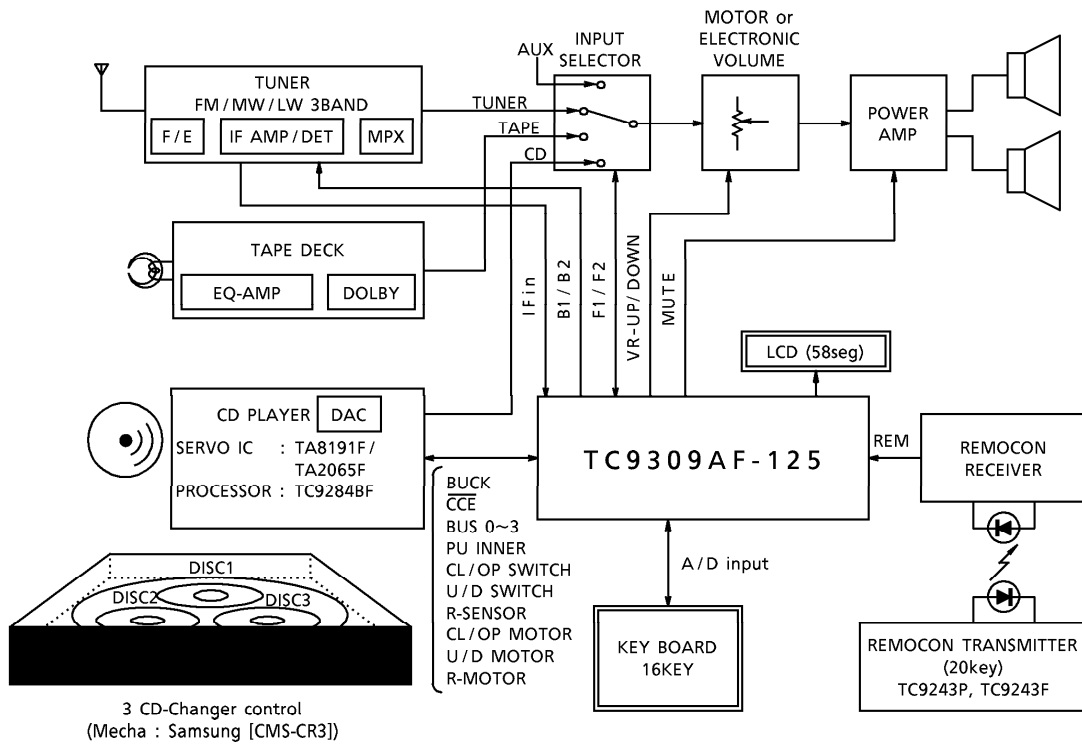 MOTOR or
ELECTRONIC
VOLUME
INPUT
SELECTOR
AUX
TUNER
FM / MW / LW 3BAND
F / E
IF AMP / DET
MPX
TUNER
TAPE
CD
POWER
AMP
TAPE DECK
EQ-AMP
DOLBY
IFin
B1 / B2
F1 / F2
VR-UP / DOWN
MUTE
LCD (58seg)
CD PLAYER
DAC
SERVO IC : TA8191F /
TA2065F
PROCESSOR : TC9284BF
TC9309AF-125
REM
REMOCON
RECEIVER
BUCK
C̅C̅E̅
BUS 0~3
PU INNER
CL / OP SWITCH
U / D SWITCH
R-SENSOR
CL / OP MOTOR
U / D MOTOR
R-MOTOR
A / D input
KEY BOARD
16KEY
REMOCON TRANSMITTER
(20key)
TC9243P, TC9243F
DISC1
DISC2
DISC3
3 CD-Changer control
(Mecha : Samsung [CMS-CR3])